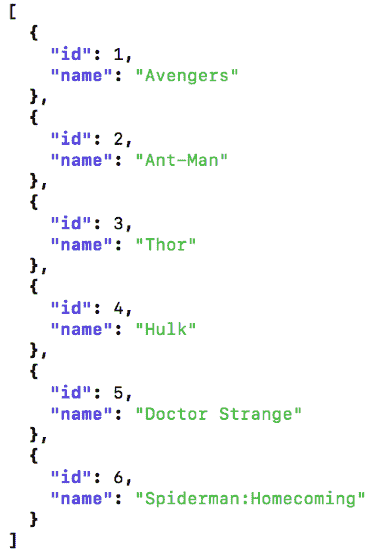 [
  {
    "id": 1,
    "name": "Avengers"
  },
  {
    "id": 2,
    "name": "Ant-Man"
  },
  {
    "id": 3,
    "name": "Thor"
  },
  {
    "id": 4,
    "name": "Hulk"
  },
  {
    "id": 5,
    "name": "Doctor Strange"
  },
  {
    "id": 6,
    "name": "Spiderman:Homecoming"
  }
]